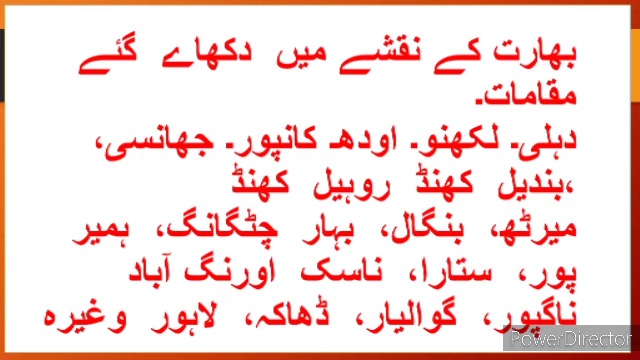 بھارت کے نقشے میں دکھاے گئے
مقامات۔
دہلی۔ لکھنو۔ اودھ۔ کانپور۔ جھانسی،
بندیل کھنڈ روہیل کھنڈ،
میرٹھ، بنگال، بہار چٹگانگ، ہمیر
پور، ستارا، ناسک اورنگ آباد
ناگپور، گوالیار، ڈھاکہ، لاہور وغیرہ
PowerDirector